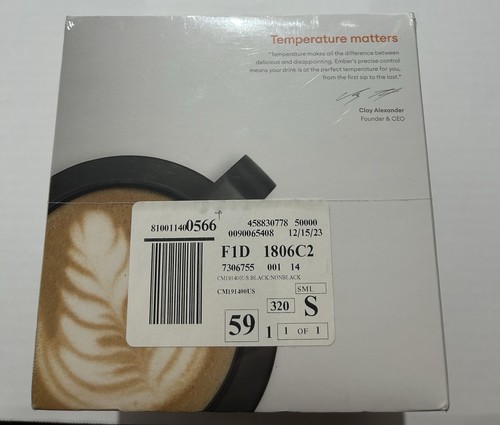 Temperature matters
"Temperature makes all the difference between
delicious and disappointing. Ember's precise control
means your drink is at the perfect temperature for you,
from the first sip to the last."
Clay Alexander
Founder & CEO
810011400566
458830778 50000
0090065408 12/15/23
F1D 1806C2
7306755 001 14
CM191400US BLACK/NONBLACK
CM191400US
SML
320 S
59 1 1 OF 1